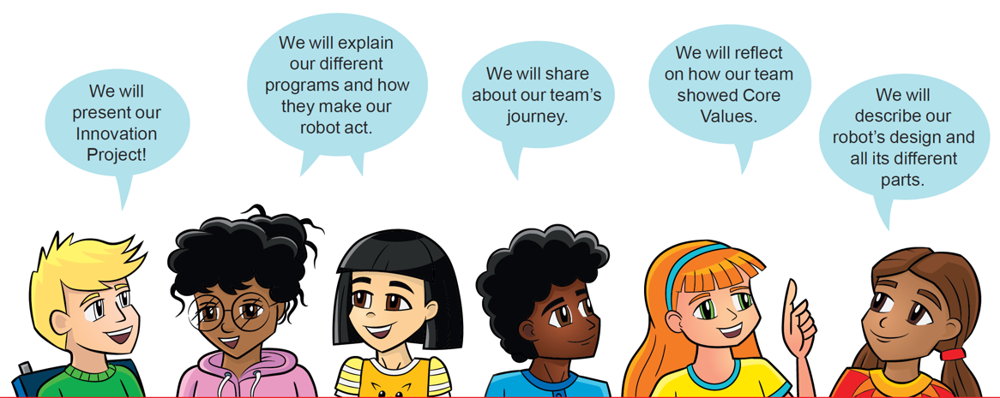 We will
present our
Innovation
Project!
We will explain
our different
programs and how
they make our
robot act.
We will share
about our team’s
journey.
We will reflect
on how our team
showed Core
Values.
We will
describe our
robot’s design and
all its different
parts.